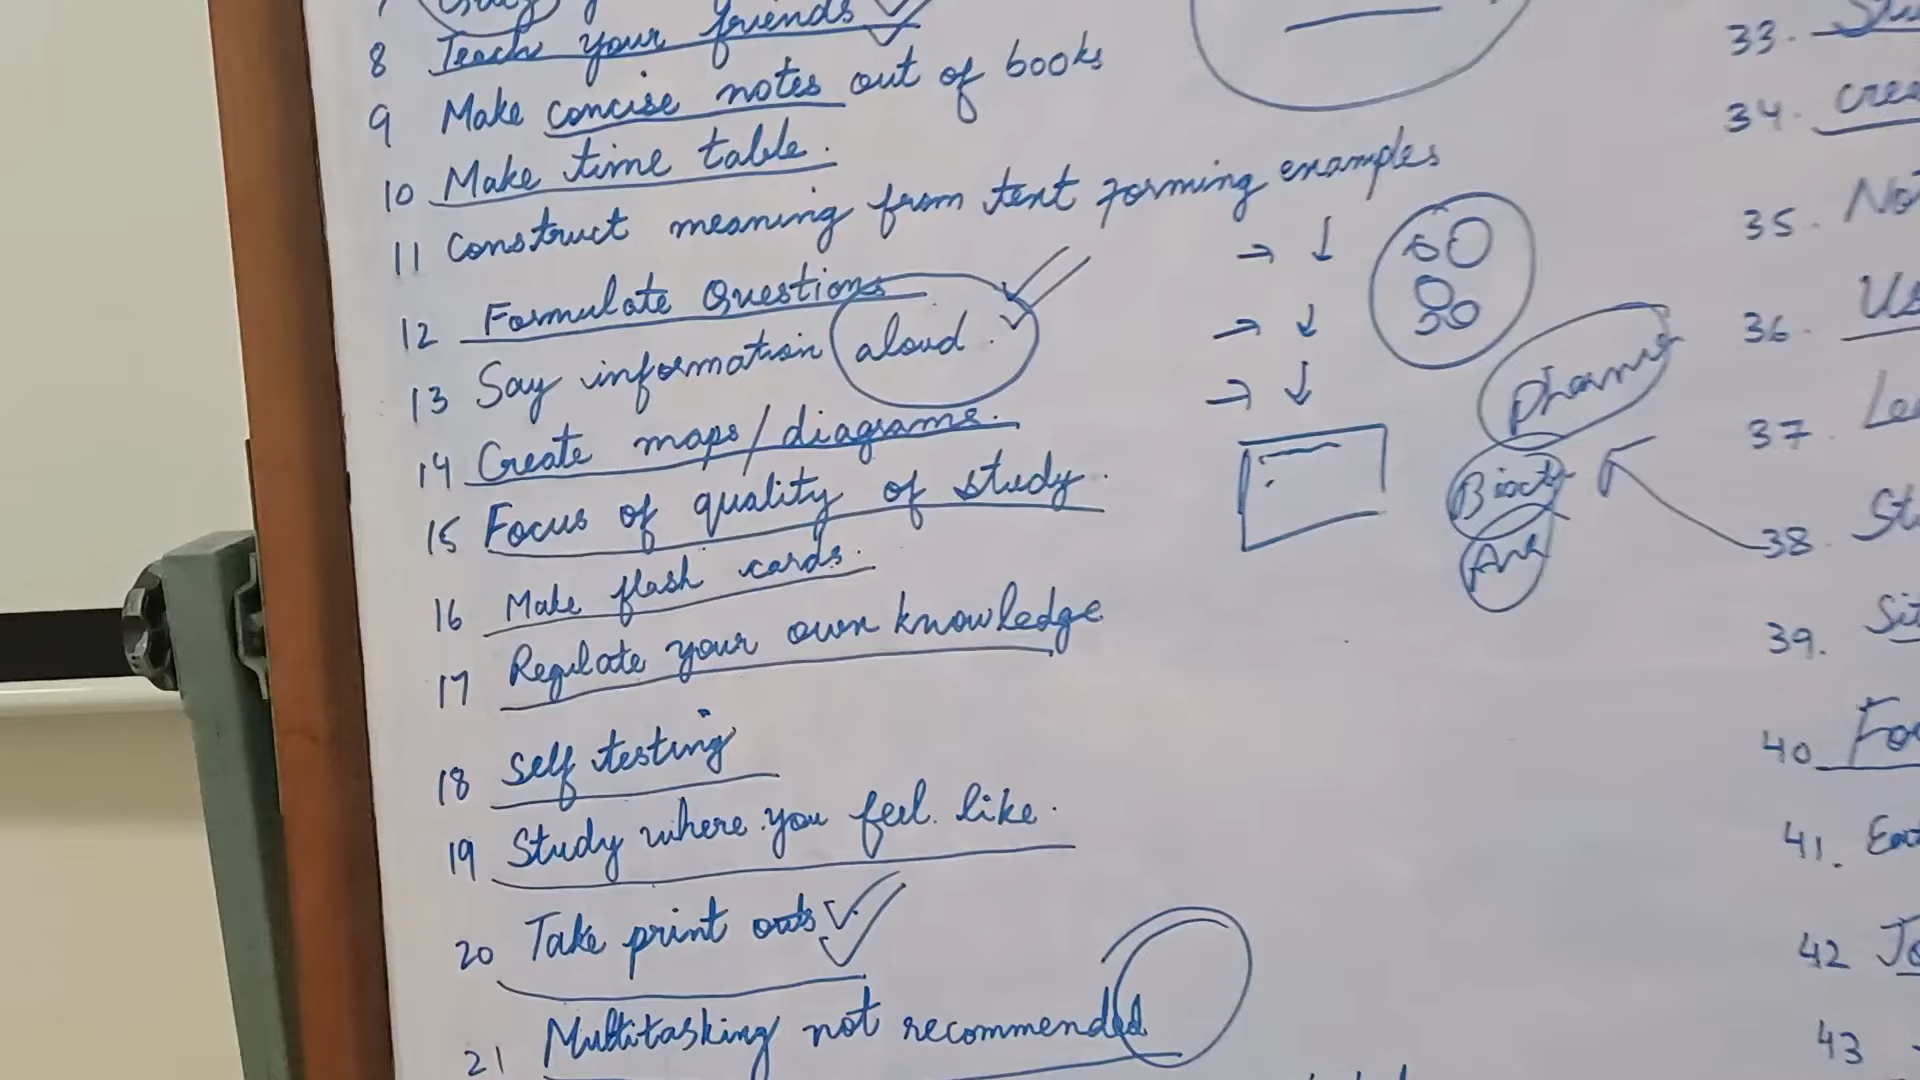 8 Teach your friends
9 Make concise notes out of books
10 Make time table.
11 Construct meaning from text forming examples
12 Formulate Questions
13 Say information aloud.
14 Create maps/diagrams.
15 Focus of quality of study.
16 Make flash cards.
17 Regulate your own knowledge
18 Self testing
19 Study where you feel like.
20 Take print outs
21 Multitasking not recommended
33.
34.
35.
36.
37.
38.
39.
40
41.
42
43